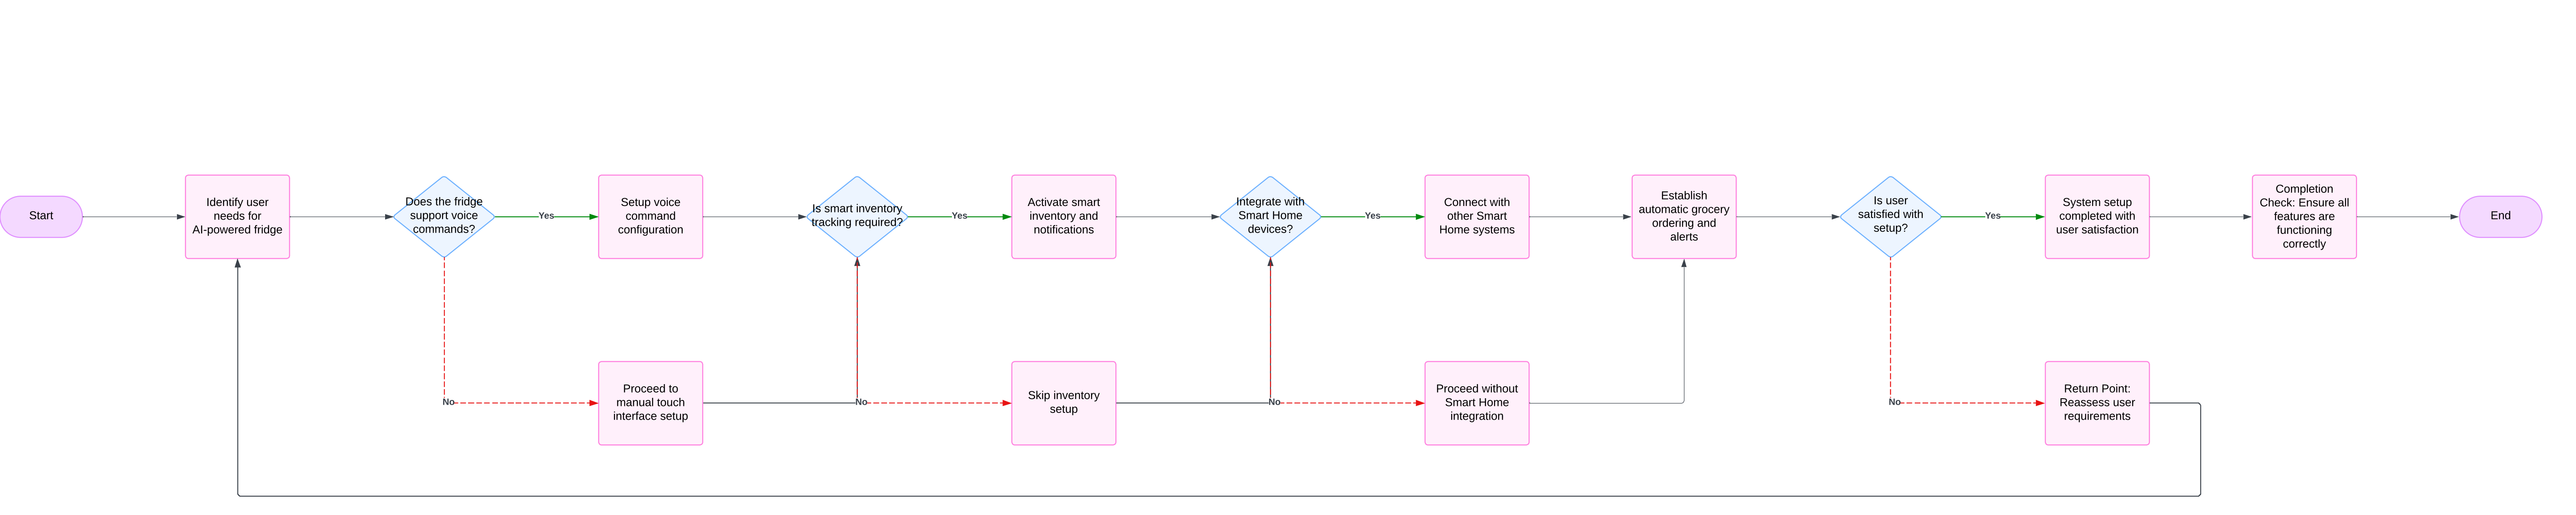 Start
Identify user
needs for
AI-powered fridge
Does the fridge
support voice
commands?
Yes
Setup voice
command
configuration
Is smart inventory
tracking required?
Yes
Activate smart
inventory and
notifications
Integrate with
Smart Home
devices?
Yes
Connect with
other Smart
Home systems
Establish
automatic grocery
ordering and
alerts
Is user
satisfied with
setup?
Yes
System setup
completed with
user satisfaction
Completion
Check: Ensure all
features are
functioning
correctly
End
No
Proceed to
manual touch
interface setup
No
Skip inventory
setup
No
Proceed without
Smart Home
integration
No
Return Point:
Reassess user
requirements